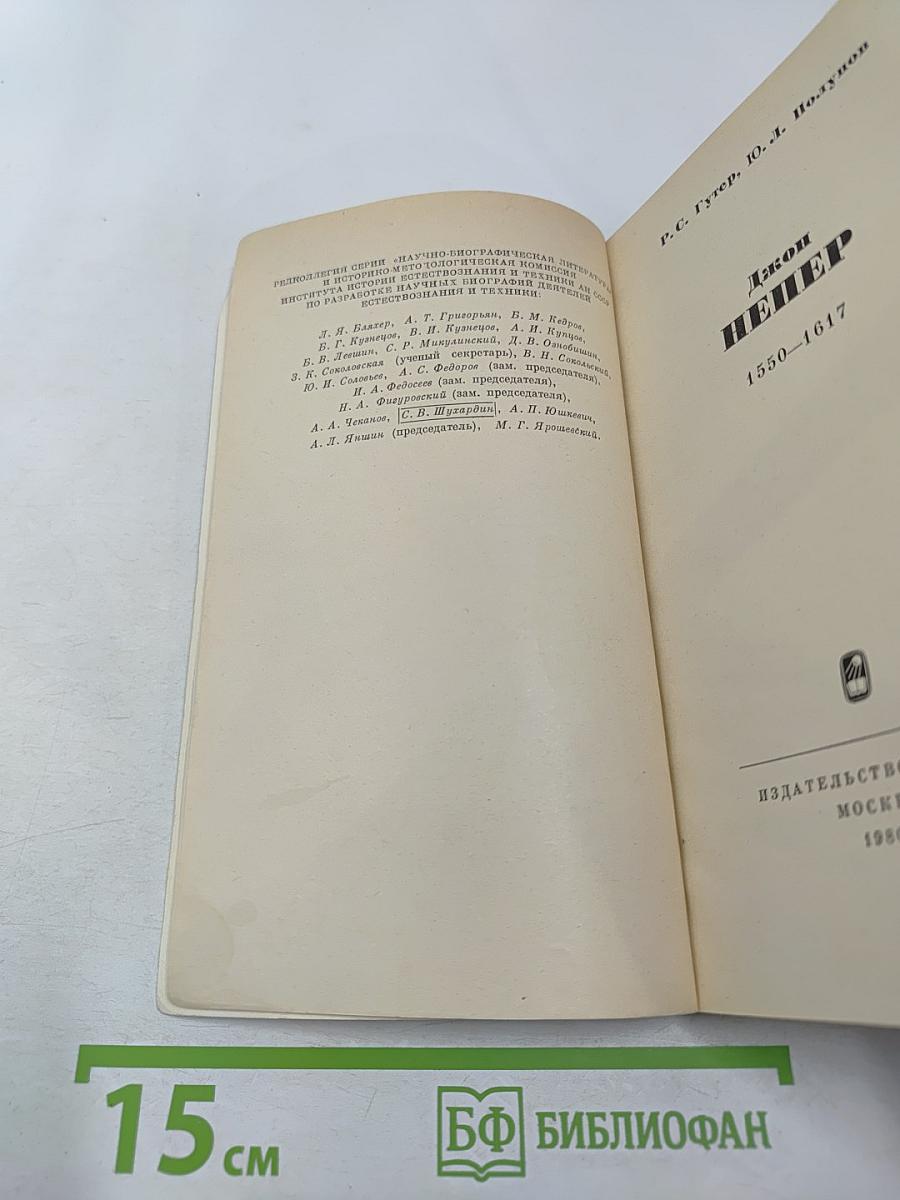 РЕДКОЛЛЕГИЯ СЕРИИ «НАУЧНО-БИОГРАФИЧЕСКАЯ ЛИТЕРАТУРА»
И ИСТОРИКО-МЕТОДОЛОГИЧЕСКАЯ КОМИССИЯ
ИНСТИТУТА ИСТОРИИ ЕСТЕСТВОЗНАНИЯ И ТЕХНИКИ АН СССР
ПО РАЗРАБОТКЕ НАУЧНЫХ БИОГРАФИЙ ДЕЯТЕЛЕЙ
ЕСТЕСТВОЗНАНИЯ И ТЕХНИКИ:
Л. Я. Бляхер, А. Т. Григорьян, Б. М. Кедров,
Б. Г. Кузнецов, В. И. Кузнецов, А. И. Купцов,
Б. В. Левшин, С. Р. Микулинский, Д. В. Ознобишин,
З. К. Соколовская (ученый секретарь), В. Н. Сокольский,
Ю. И. Соловьев, А. С. Федоров (зам. председателя),
И. А. Федосеев (зам. председателя),
Н. А. Фигуровский (зам. председателя),
А. А. Чеканов, С. В. Шухардин, А. П. Юшкевич,
А. Л. Яншин (председатель), М. Г. Ярошевский.
Р. С. Гутер, Ю. Л. Полунов
Джон
НЕПЕР
1550—1617
ИЗДАТЕЛЬСТВО
МОСК
198
15 см
БФ БИБЛИОФАН